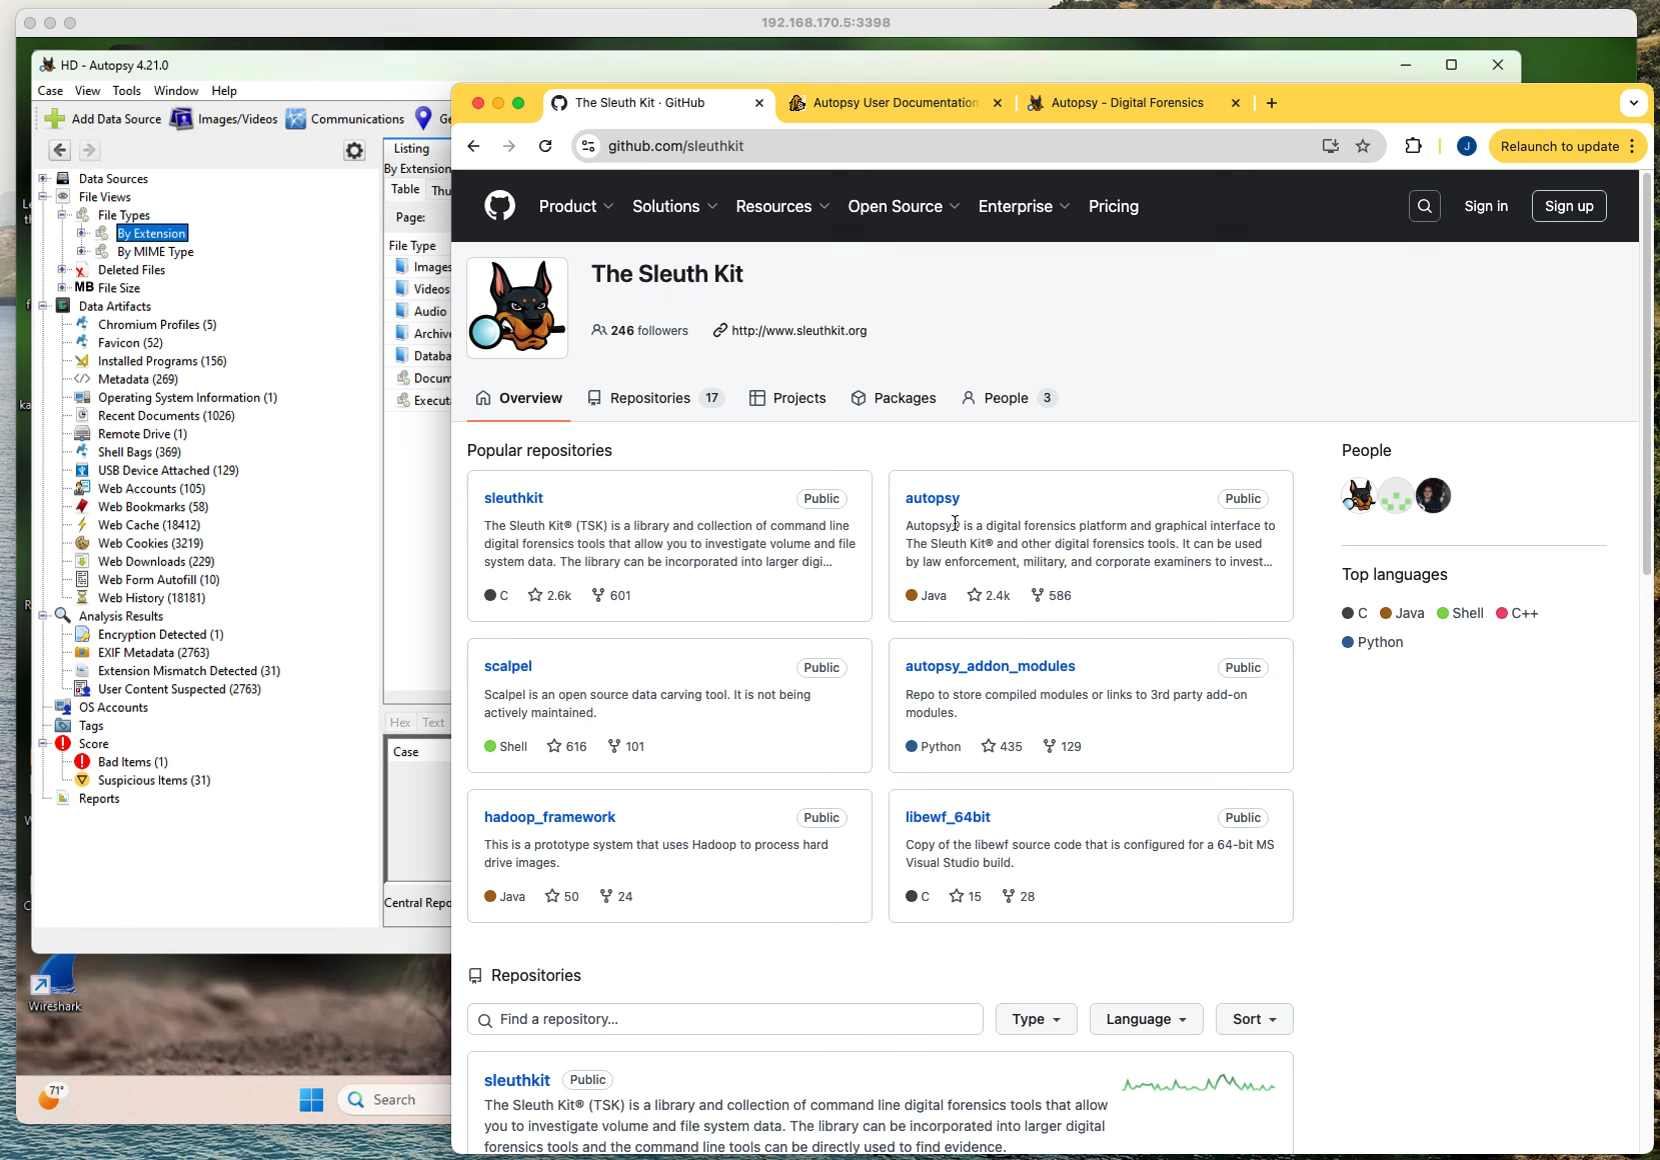 192.168.170.5:3398
HD - Autopsy 4.21.0
Case View Tools Window Help
Add Data Source Images/Videos Communications
Data Sources
File Views
File Types
By Extension
By MIME Type
Deleted Files
MB File Size
Data Artifacts
Chromium Profiles (5)
Favicon (52)
Installed Programs (156)
Metadata (269)
Operating System Information (1)
Recent Documents (1026)
Remote Drive (1)
Shell Bags (369)
USB Device Attached (129)
Web Accounts (105)
Web Bookmarks (58)
Web Cache (18412)
Web Cookies (3219)
Web Downloads (229)
Web Form Autofill (10)
Web History (18181)
Analysis Results
Encryption Detected (1)
EXIF Metadata (2763)
Extension Mismatch Detected (31)
User Content Suspected (2763)
OS Accounts
Tags
Score
Bad Items (1)
Suspicious Items (31)
Reports
Listing
By Extension
Table Thu
Page:
File Type
Images
Videos
Audio
Archiv
Databa
Docum
Execut
Hex Text
Case
Central Repo
Wireshark
71°
Search
The Sleuth Kit · GitHub
Autopsy User Documentation
Autopsy - Digital Forensics
github.com/sleuthkit
J
Relaunch to update
Product Solutions Resources Open Source Enterprise Pricing
Sign in Sign up
The Sleuth Kit
246 followers http://www.sleuthkit.org
Overview Repositories 17 Projects Packages People 3
Popular repositories
sleuthkit Public
The Sleuth Kit® (TSK) is a library and collection of command line
digital forensics tools that allow you to investigate volume and file
system data. The library can be incorporated into larger digi...
C 2.6k 601
autopsy Public
Autopsy® is a digital forensics platform and graphical interface to
The Sleuth Kit® and other digital forensics tools. It can be used
by law enforcement, military, and corporate examiners to invest...
Java 2.4k 586
scalpel Public
Scalpel is an open source data carving tool. It is not being
actively maintained.
Shell 616 101
autopsy_addon_modules Public
Repo to store compiled modules or links to 3rd party add-on
modules.
Python 435 129
hadoop_framework Public
This is a prototype system that uses Hadoop to process hard
drive images.
Java 50 24
libewf_64bit Public
Copy of the libewf source code that is configured for a 64-bit MS
Visual Studio build.
C 15 28
People
Top languages
C Java Shell C++
Python
Repositories
Find a repository... Type Language Sort
sleuthkit Public
The Sleuth Kit® (TSK) is a library and collection of command line digital forensics tools that allow
you to investigate volume and file system data. The library can be incorporated into larger digital
forensics tools and the command line tools can be directly used to find evidence.